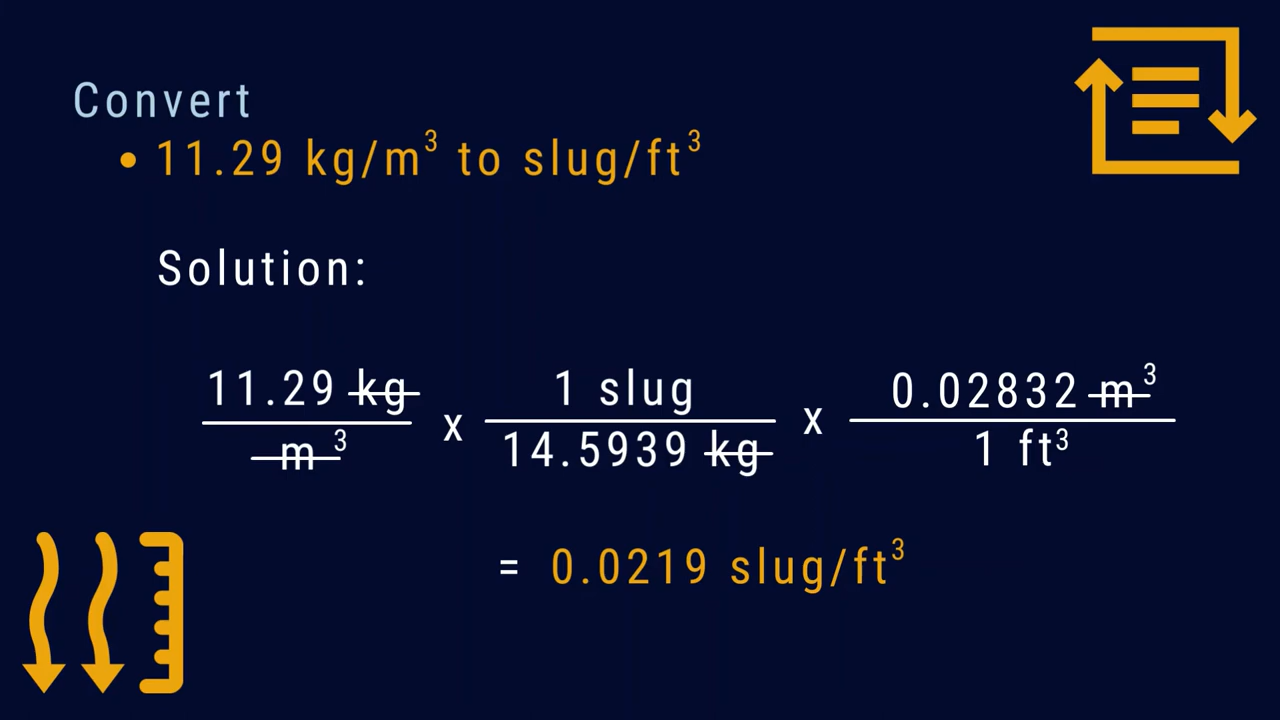 Convert
• 11.29 kg/m³ to slug/ft³
Solution:
11.29 kg / m³ x 1 slug / 14.5939 kg x 0.02832 m³ / 1 ft³
= 0.0219 slug/ft³